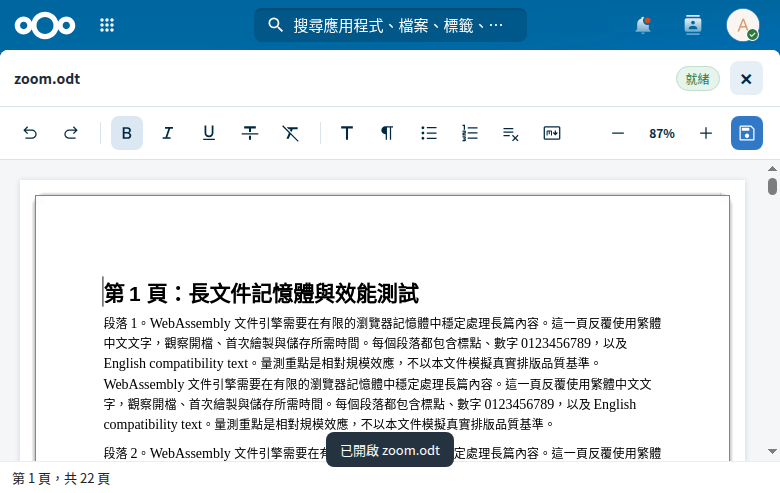 搜尋應用程式、檔案、標籤、…
A
zoom.odt
就緒
B I U S T T
87%
第 1 頁：長文件記憶體與效能測試
段落 1。WebAssembly 文件引擎需要在有限的瀏覽器記憶體中穩定處理長篇內容。這一頁反覆使用繁體
中文文字，觀察開檔、首次繪製與儲存所需時間。每個段落都包含標點、數字 0123456789，以及
English compatibility text。量測重點是相對規模效應，不以本文件模擬真實排版品質基準。
WebAssembly 文件引擎需要在有限的瀏覽器記憶體中穩定處理長篇內容。這一頁反覆使用繁體中文文
字，觀察開檔、首次繪製與儲存所需時間。每個段落都包含標點、數字 0123456789，以及 English
compatibility text。量測重點是相對規模效應，不以本文件模擬真實排版品質基準。
段落 2。WebAssembly 文件引擎需要在有 定處理長篇內容。這一頁反覆使用繁體
已開啟 zoom.odt
第 1 頁，共 22 頁